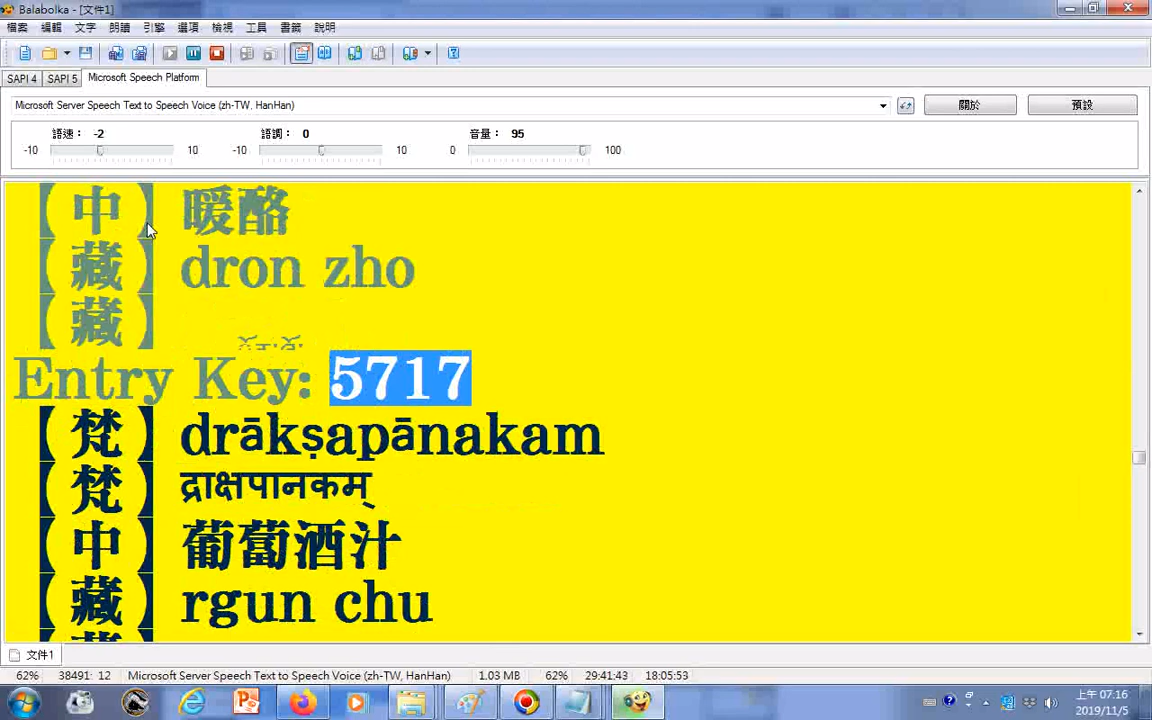 Balabolka - [文件1]
檔案 編輯 文字 朗讀 引擎 選項 檢視 工具 書籤 說明
SAPI 4 SAPI 5 Microsoft Speech Platform
Microsoft Server Speech Text to Speech Voice (zh-TW, HanHan) 關於 預設
語速： -2 語調： 0 音量： 95
-10 10 -10 10 0 100
【 中 】 暖酪
【 藏 】 dron zho
【 藏 】
Entry Key: 5717
【 梵 】 drākṣapānakam
【 梵 】 द्राक्षपानकम्
【 中 】 葡萄酒汁
【 藏 】 rgun chu
文件1
62% 38491: 12 Microsoft Server Speech Text to Speech Voice (zh-TW, HanHan) 1.03 MB 62% 29:41:43 18:05:53
上午 07:16
2019/11/5